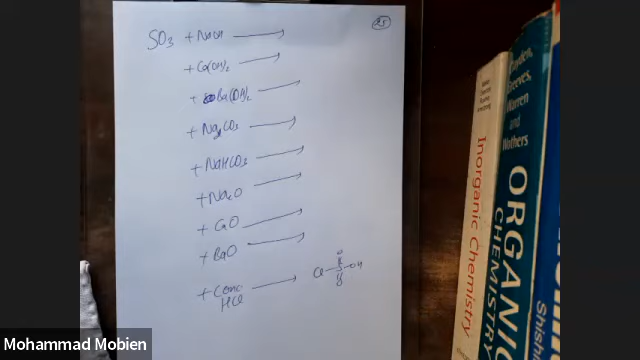 25
SO3 + NaOH →
+ Ca(OH)2 →
+ Ba(OH)2 →
+ Na2CO3 →
+ NaHCO3 →
+ Na2O →
+ CaO →
+ BaO →
+ Conc HCl → Cl-S-OH
O
O
Inorganic Chemistry
Clayden, Greeves, Warren and Wothers
ORGANIC CHEMISTRY
Mohammad Mobien